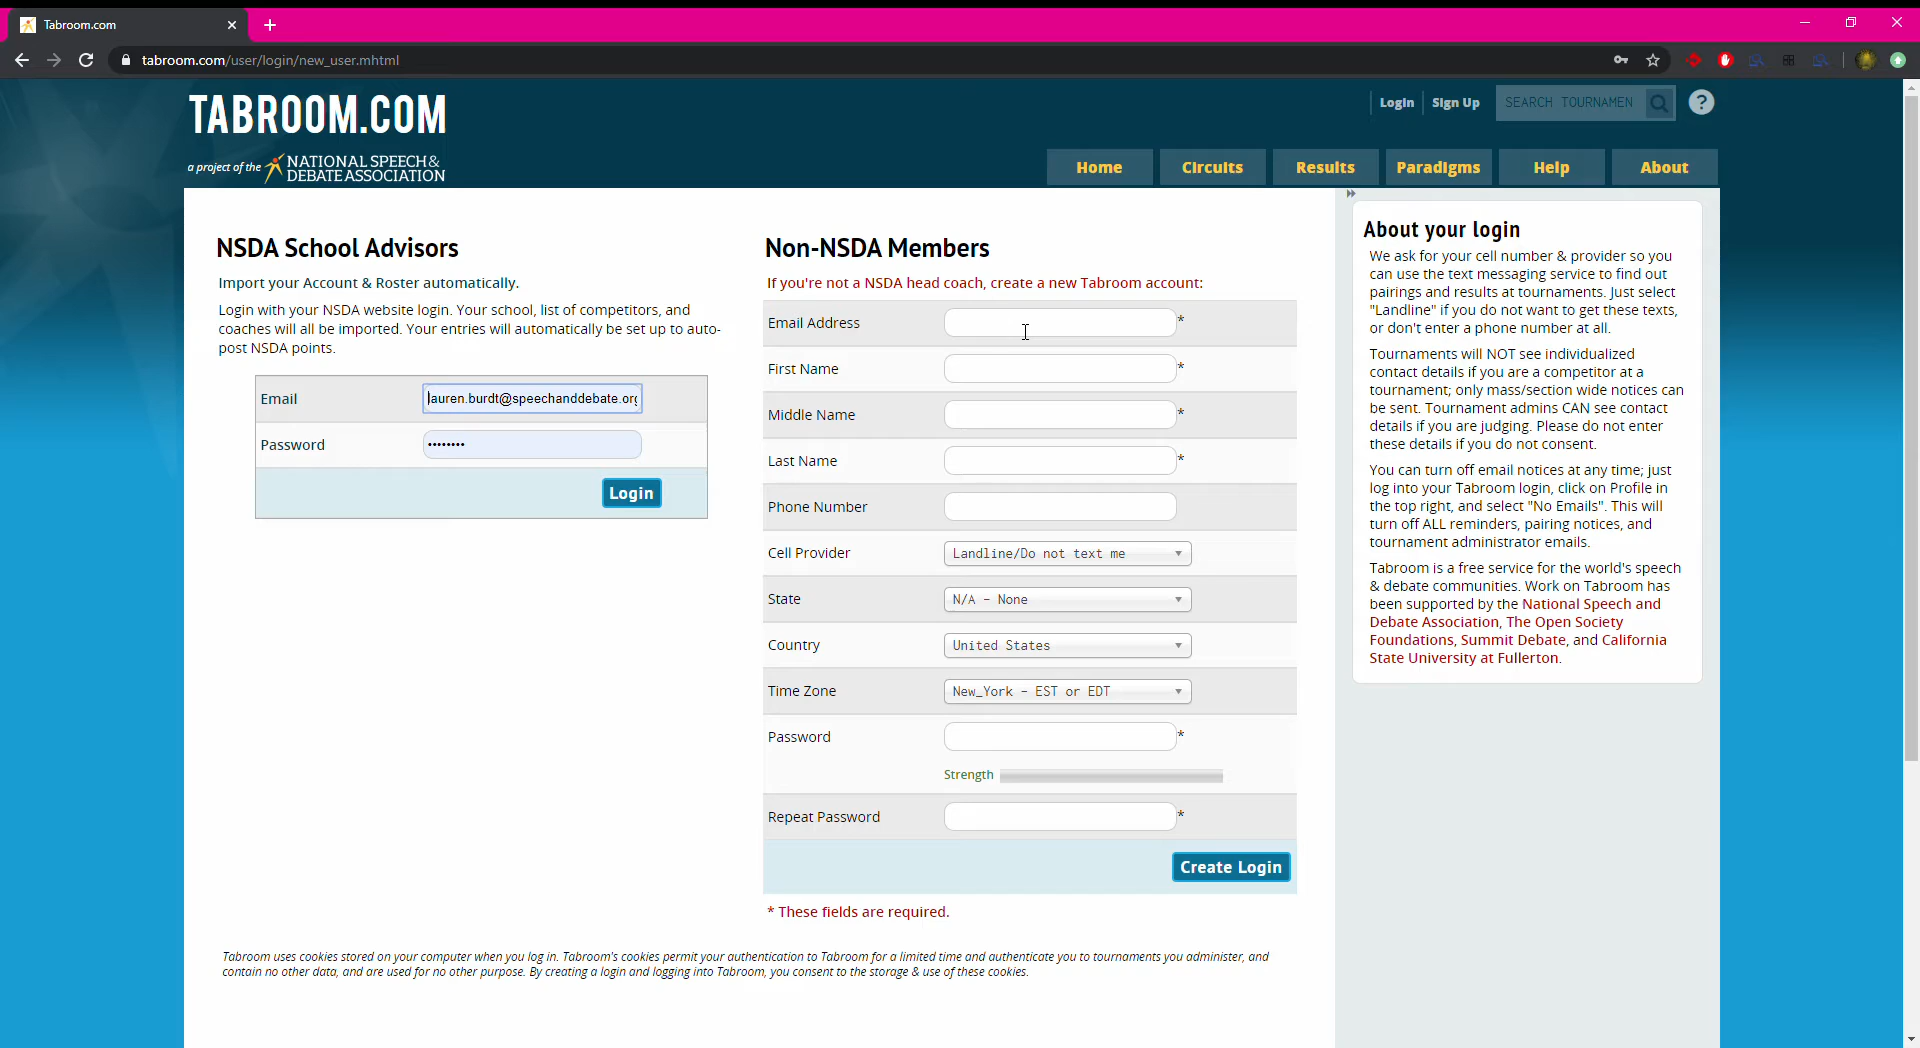 Tabroom.com
tabroom.com/user/login/new_user.mhtml
TABROOM.COM
a project of the NATIONAL SPEECH & DEBATE ASSOCIATION
Login
Sign Up
SEARCH TOURNAMEN
?
Home
Circuits
Results
Paradigms
Help
About
NSDA School Advisors
Import your Account & Roster automatically.
Login with your NSDA website login. Your school, list of competitors, and
coaches will all be imported. Your entries will automatically be set up to auto-
post NSDA points.
Email
lauren.burdt@speechanddebate.org
Password
••••••••
Login
Non-NSDA Members
If you're not a NSDA head coach, create a new Tabroom account:
Email Address *
First Name *
Middle Name *
Last Name *
Phone Number
Cell Provider Landline/Do not text me
State N/A - None
Country United States
Time Zone New_York - EST or EDT
Password *
Strength
Repeat Password *
Create Login
* These fields are required.
Tabroom uses cookies stored on your computer when you log in. Tabroom's cookies permit your authentication to Tabroom for a limited time and authenticate you to tournaments you administer, and
contain no other data, and are used for no other purpose. By creating a login and logging into Tabroom, you consent to the storage & use of these cookies.
About your login
We ask for your cell number & provider so you
can use the text messaging service to find out
pairings and results at tournaments. Just select
"Landline" if you do not want to get these texts,
or don't enter a phone number at all.
Tournaments will NOT see individualized
contact details if you are a competitor at a
tournament; only mass/section wide notices can
be sent. Tournament admins CAN see contact
details if you are judging. Please do not enter
these details if you do not consent.
You can turn off email notices at any time; just
log into your Tabroom login, click on Profile in
the top right, and select "No Emails". This will
turn off ALL reminders, pairing notices, and
tournament administrator emails.
Tabroom is a free service for the world's speech
& debate communities. Work on Tabroom has
been supported by the National Speech and
Debate Association, The Open Society
Foundations, Summit Debate, and California
State University at Fullerton.